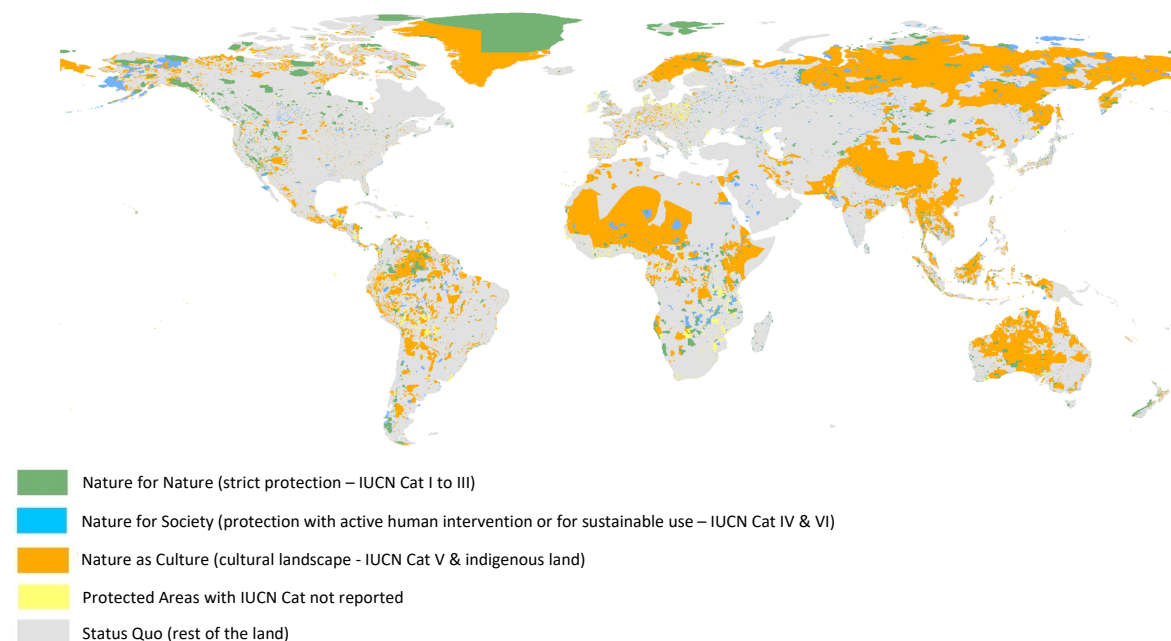 Nature for Nature (strict protection – IUCN Cat I to III)
Nature for Society (protection with active human intervention or for sustainable use – IUCN Cat IV & VI)
Nature as Culture (cultural landscape - IUCN Cat V & indigenous land)
Protected Areas with IUCN Cat not reported
Status Quo (rest of the land)